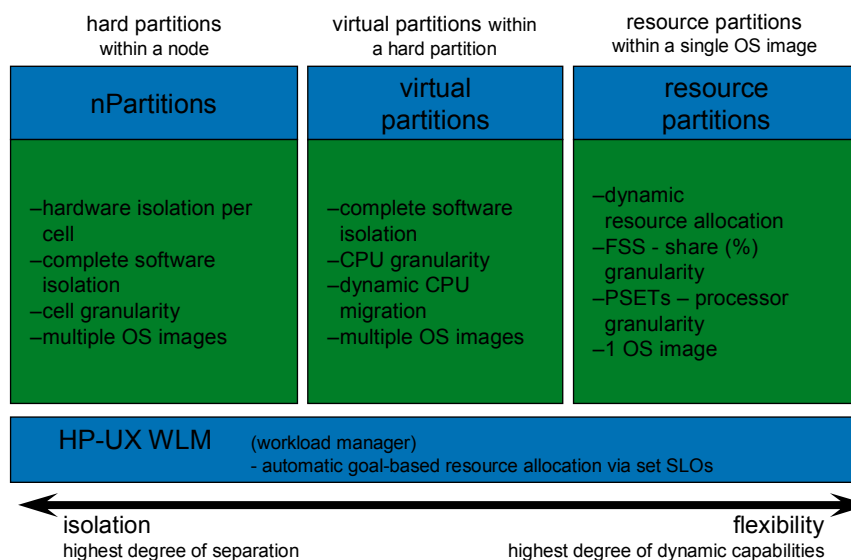 hard partitions
within a node
virtual partitions within
a hard partition
resource partitions
within a single OS image
nPartitions
virtual
partitions
resource
partitions
–hardware isolation per
cell
–complete software
isolation
–cell granularity
–multiple OS images
–complete software
isolation
–CPU granularity
–dynamic CPU
migration
–multiple OS images
–dynamic
resource allocation
–FSS - share (%)
granularity
–PSETs – processor
granularity
–1 OS image
HP-UX WLM
(workload manager)
- automatic goal-based resource allocation via set SLOs
isolation
highest degree of separation
flexibility
highest degree of dynamic capabilities